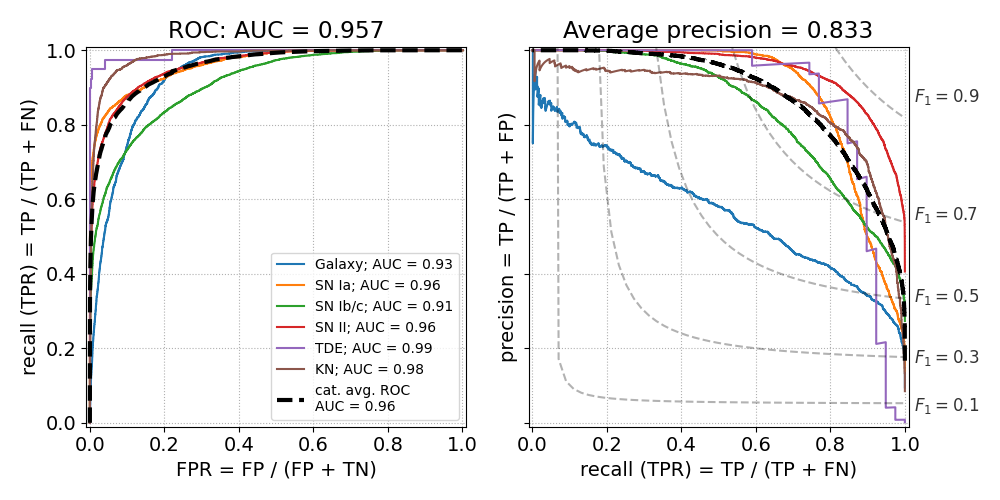 ROC: AUC = 0.957
recall (TPR) = TP / (TP + FN)
1.0
0.8
0.6
0.4
0.2
0.0
0.0 0.2 0.4 0.6 0.8 1.0
FPR = FP / (FP + TN)
Galaxy; AUC = 0.93
SN Ia; AUC = 0.96
SN Ib/c; AUC = 0.91
SN II; AUC = 0.96
TDE; AUC = 0.99
KN; AUC = 0.98
cat. avg. ROC
AUC = 0.96
Average precision = 0.833
precision = TP / (TP + FP)
F1 = 0.9
F1 = 0.7
F1 = 0.5
F1 = 0.3
F1 = 0.1
0.0 0.2 0.4 0.6 0.8 1.0
recall (TPR) = TP / (TP + FN)